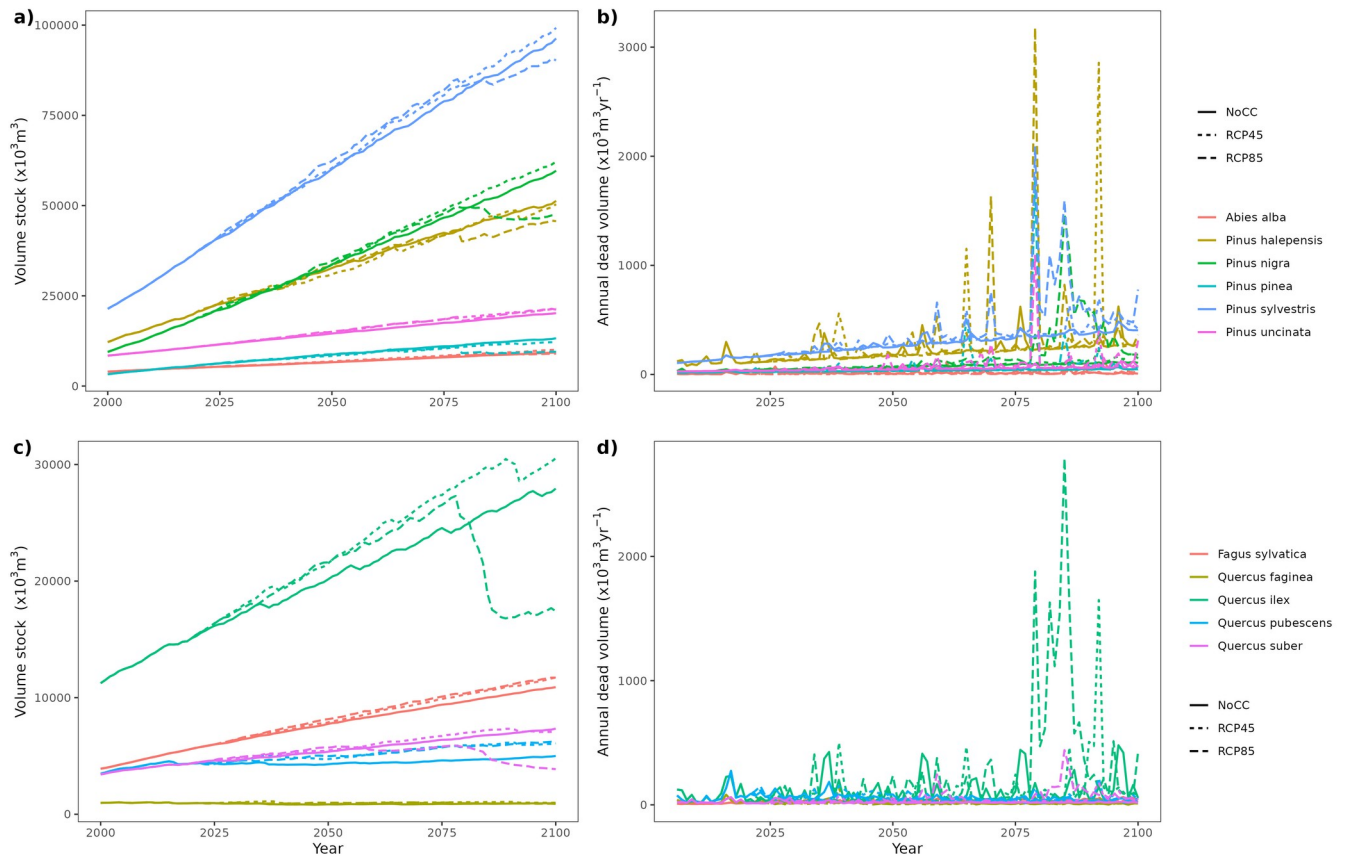 a)
100000
75000
50000
25000
0
Volume stock (x10³m³)
2000
2025
2050
2075
2100
b)
3000
2000
1000
0
Annual dead volume (x10³m³yr⁻¹)
2025
2050
2075
2100
NoCC
RCP45
RCP85
Abies alba
Pinus halepensis
Pinus nigra
Pinus pinea
Pinus sylvestris
Pinus uncinata
c)
30000
20000
10000
0
Volume stock (x10³m³)
2000
2025
2050
2075
2100
Year
d)
2000
1000
0
Annual dead volume (x10³m³yr⁻¹)
2025
2050
2075
2100
Year
Fagus sylvatica
Quercus faginea
Quercus ilex
Quercus pubescens
Quercus suber
NoCC
RCP45
RCP85